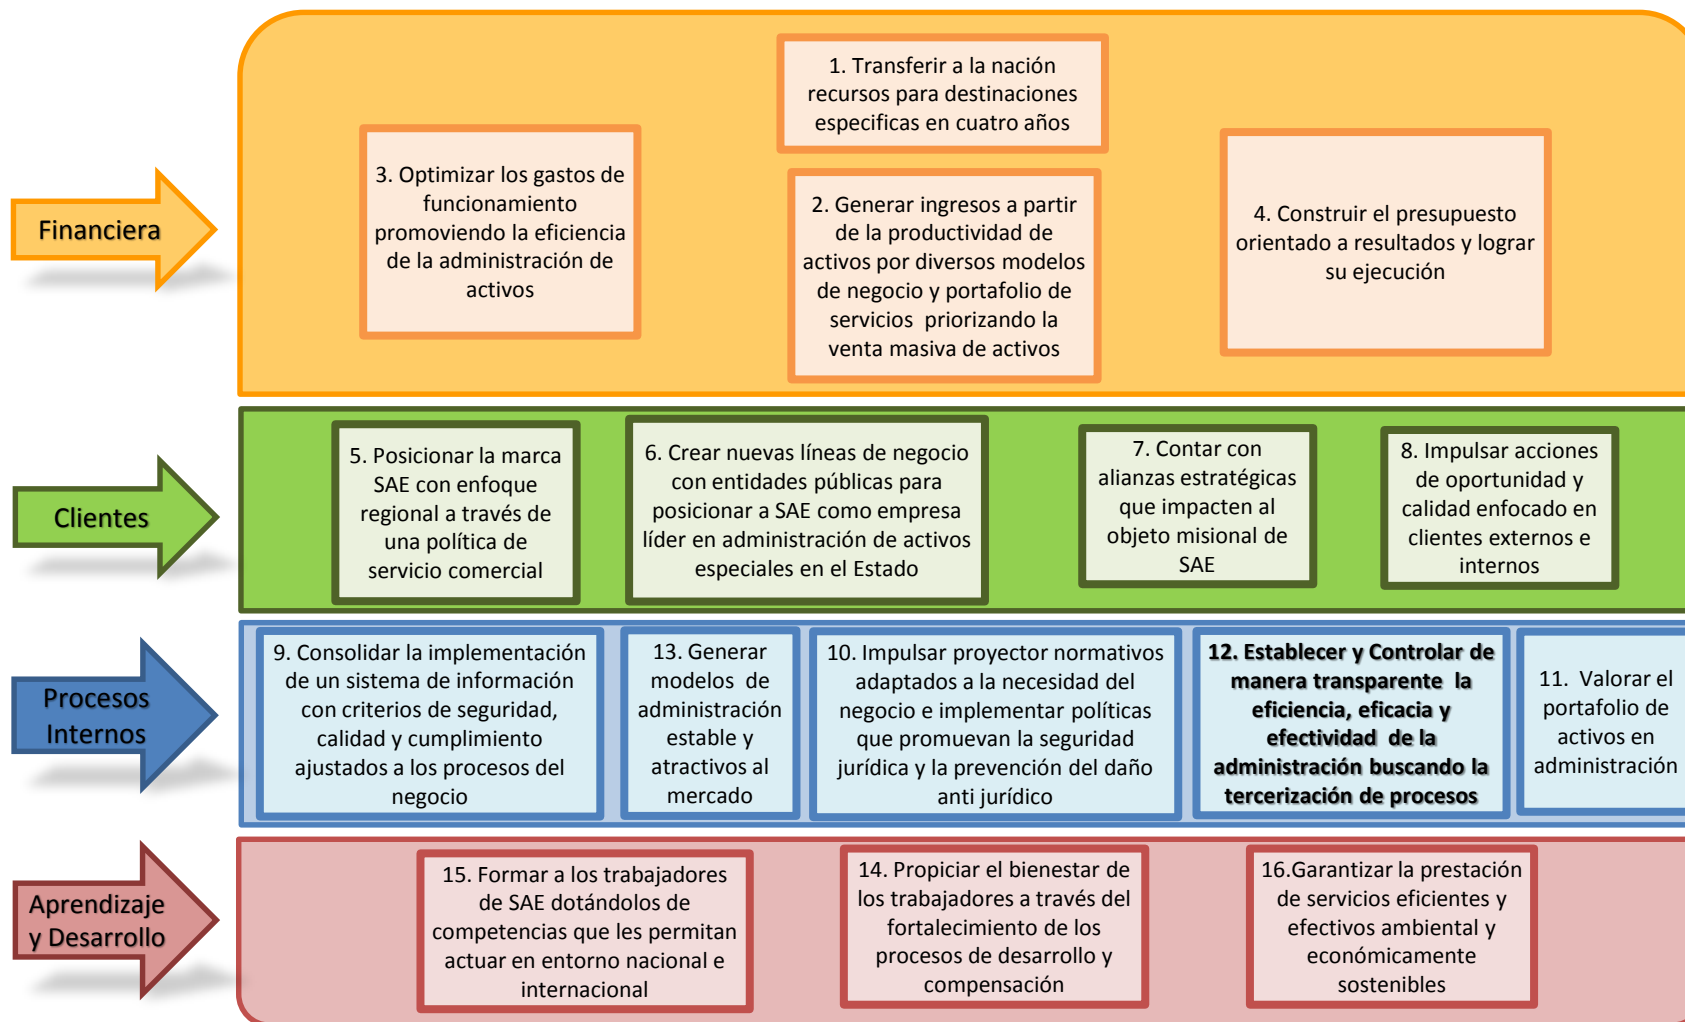 Financiera
1. Transferir a la nación
recursos para destinaciones
especificas en cuatro años
3. Optimizar los gastos de
funcionamiento
promoviendo la eficiencia
de la administración de
activos
2. Generar ingresos a partir
de la productividad de
activos por diversos modelos
de negocio y portafolio de
servicios priorizando la
venta masiva de activos
4. Construir el presupuesto
orientado a resultados y lograr
su ejecución
Clientes
5. Posicionar la marca
SAE con enfoque
regional a través de
una política de
servicio comercial
6. Crear nuevas líneas de negocio
con entidades públicas para
posicionar a SAE como empresa
líder en administración de activos
especiales en el Estado
7. Contar con
alianzas estratégicas
que impacten al
objeto misional de
SAE
8. Impulsar acciones
de oportunidad y
calidad enfocado en
clientes externos e
internos
Procesos
Internos
9. Consolidar la implementación
de un sistema de información
con criterios de seguridad,
calidad y cumplimiento
ajustados a los procesos del
negocio
13. Generar
modelos de
administración
estable y
atractivos al
mercado
10. Impulsar proyector normativos
adaptados a la necesidad del
negocio e implementar políticas
que promuevan la seguridad
jurídica y la prevención del daño
anti jurídico
12. Establecer y Controlar de
manera transparente la
eficiencia, eficacia y
efectividad de la
administración buscando la
tercerización de procesos
11. Valorar el
portafolio de
activos en
administración
Aprendizaje
y Desarrollo
15. Formar a los trabajadores
de SAE dotándolos de
competencias que les permitan
actuar en entorno nacional e
internacional
14. Propiciar el bienestar de
los trabajadores a través del
fortalecimiento de los
procesos de desarrollo y
compensación
16.Garantizar la prestación
de servicios eficientes y
efectivos ambiental y
económicamente
sostenibles